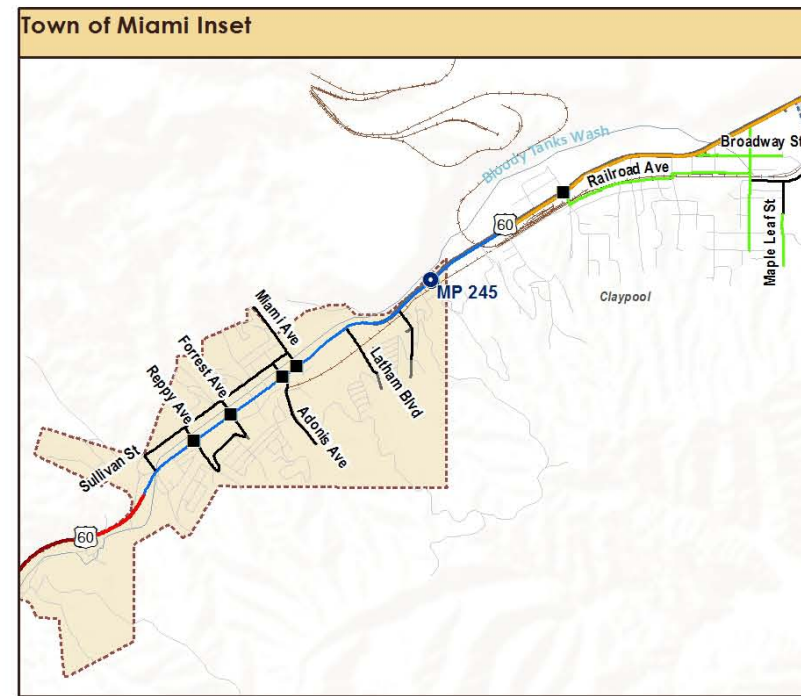 Town of Miami Inset
Bloody Tanks Wash
Broadway St
Railroad Ave
60
Maple Leaf St
MP 245
Claypool
Miami Ave
Forrest Ave
Reppy Ave
Latham Blvd
Adonis Ave
Sullivan St
60